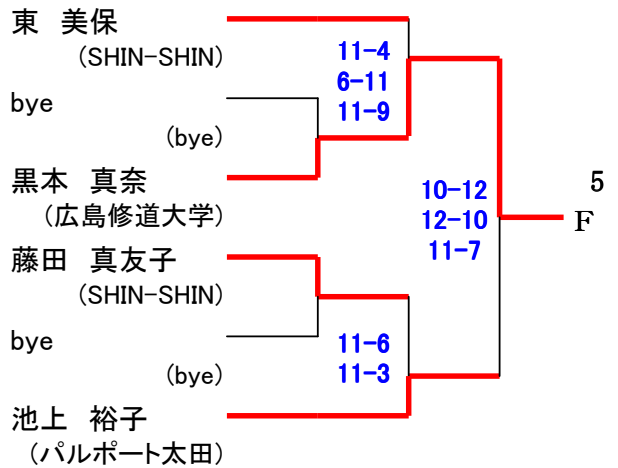 東 美保
(SHIN-SHIN)
bye
(bye)
黒本 真奈
(広島修道大学)
藤田 真友子
(SHIN-SHIN)
bye
(bye)
池上 裕子
(パルポート太田)
11-4
6-11
11-9
11-6
11-3
10-12
12-10
11-7
5
F